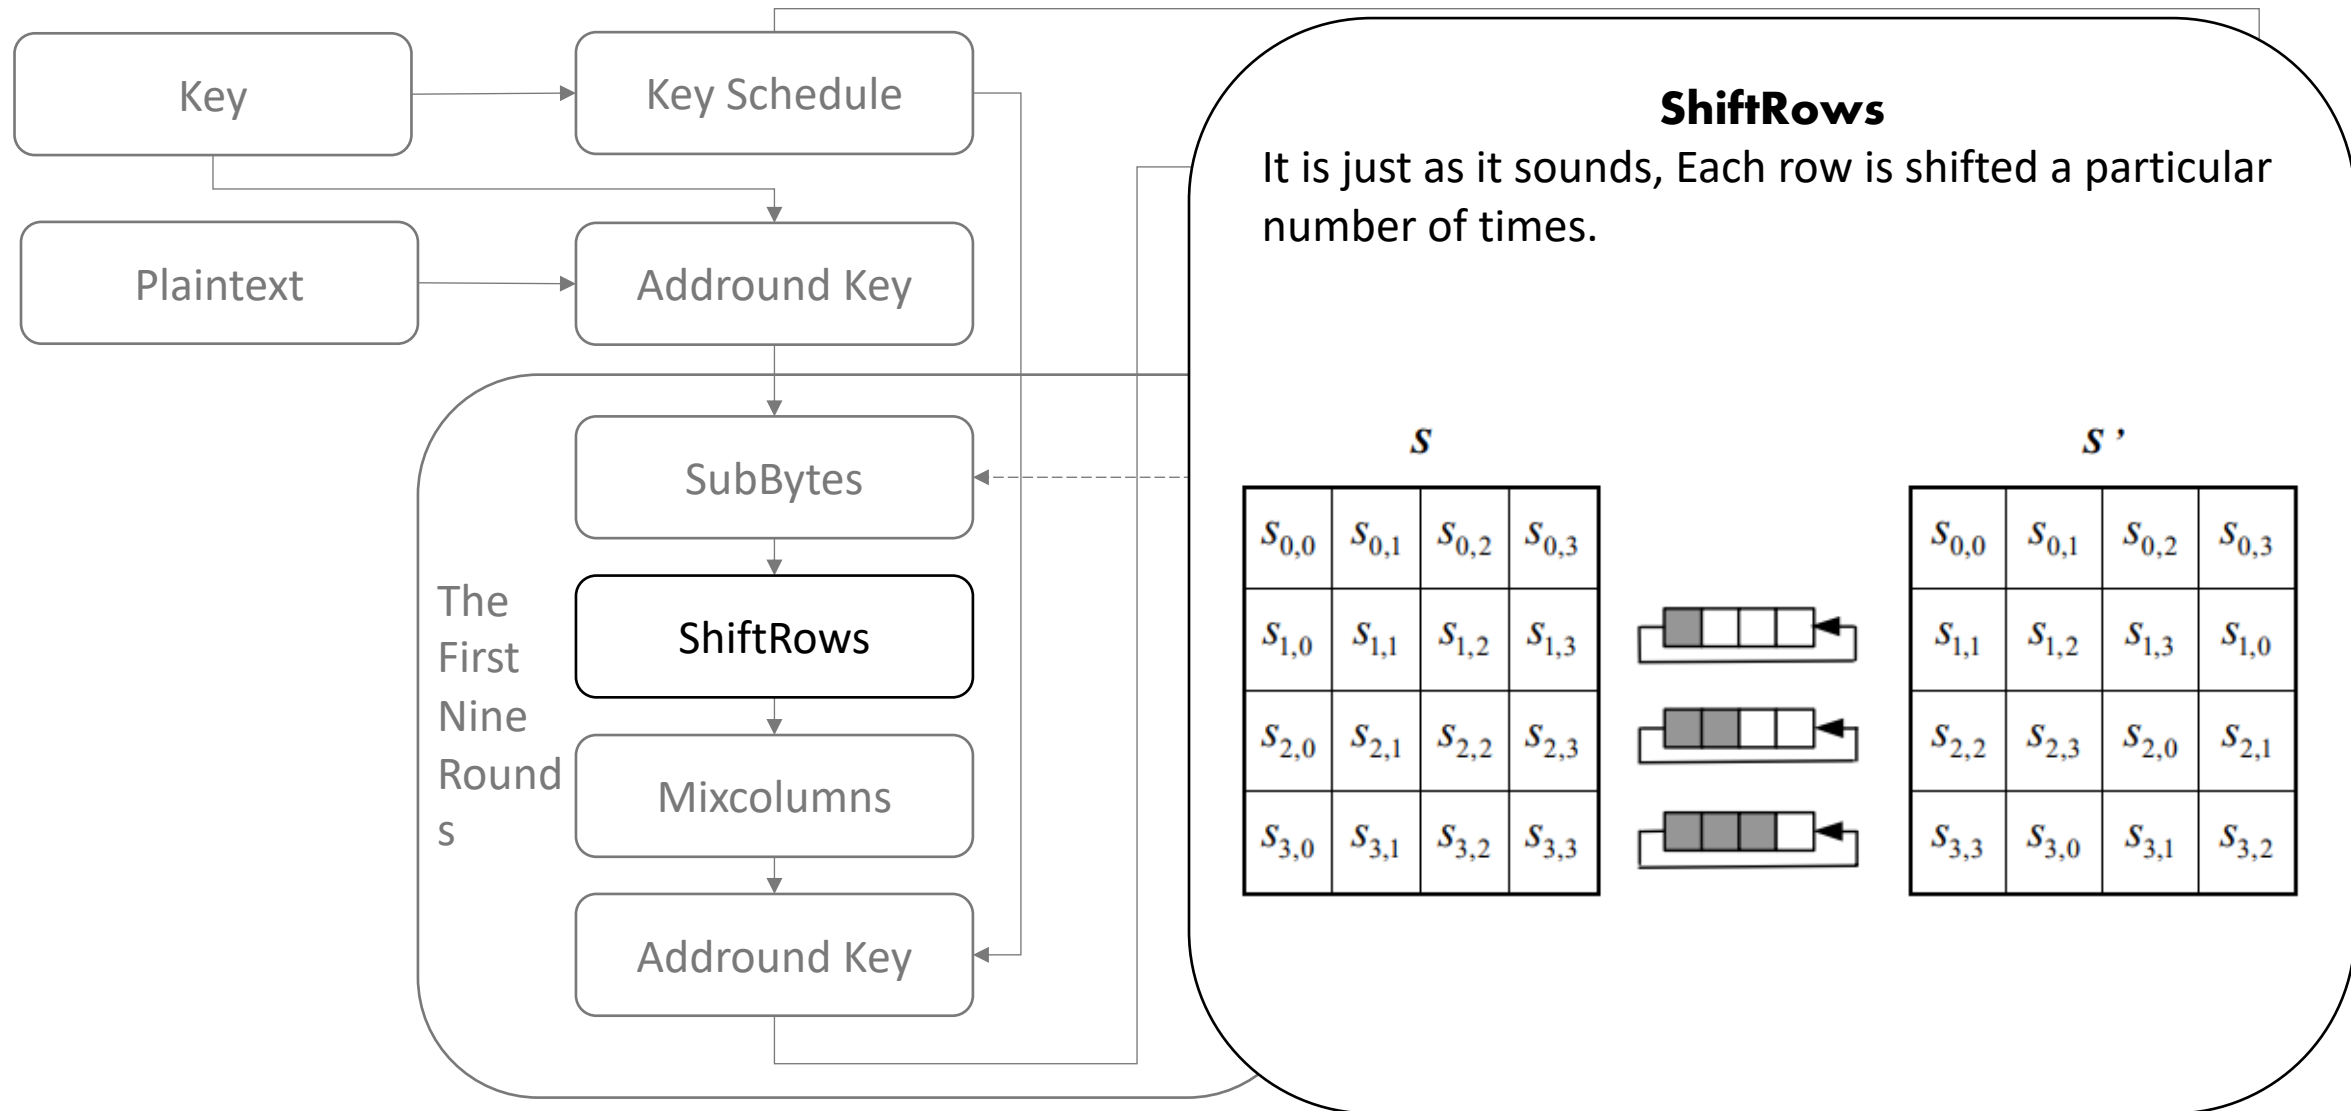 Key
Key Schedule
Plaintext
Addround Key
SubBytes
The
First
Nine
Round
s
ShiftRows
Mixcolumns
Addround Key
ShiftRows
It is just as it sounds, Each row is shifted a particular
number of times.
S
S0,0 S0,1 S0,2 S0,3
S1,0 S1,1 S1,2 S1,3
S2,0 S2,1 S2,2 S2,3
S3,0 S3,1 S3,2 S3,3
S ’
S0,0 S0,1 S0,2 S0,3
S1,1 S1,2 S1,3 S1,0
S2,2 S2,3 S2,0 S2,1
S3,3 S3,0 S3,1 S3,2